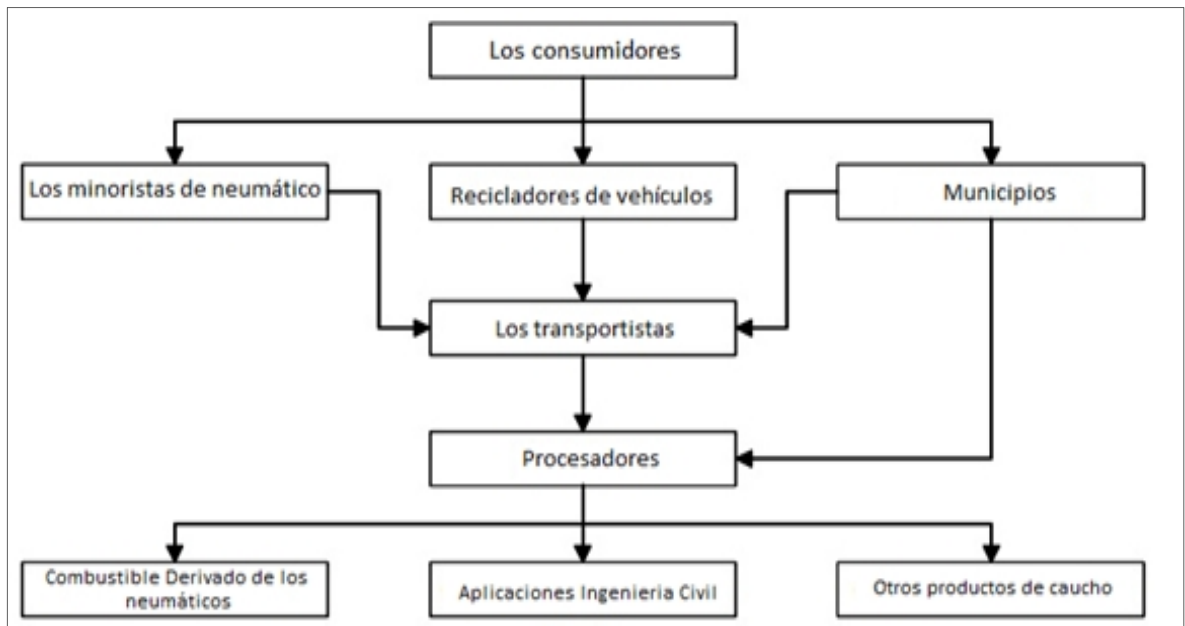 Los consumidores
Los minoristas de neumático
Recicladores de vehículos
Municipios
Los transportistas
Procesadores
Combustible Derivado de los
neumáticos
Aplicaciones Ingenieria Civil
Otros productos de caucho